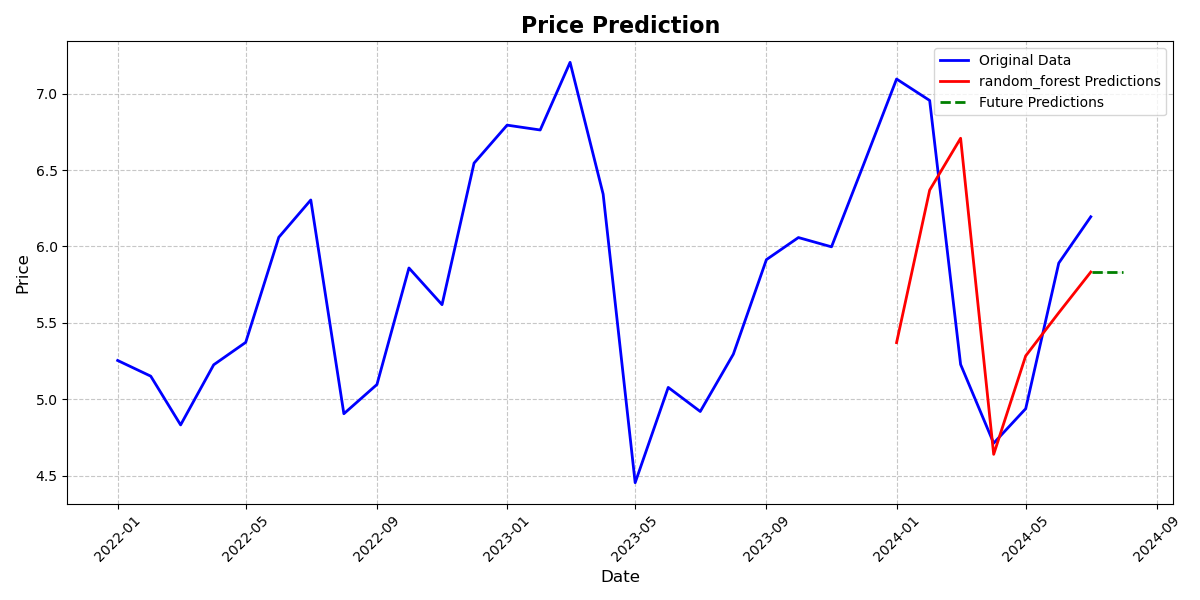 Price Prediction
Original Data
random_forest Predictions
Future Predictions
Price
7.0
6.5
6.0
5.5
5.0
4.5
2022-01
2022-05
2022-09
2023-01
2023-05
2023-09
2024-01
2024-05
2024-09
Date